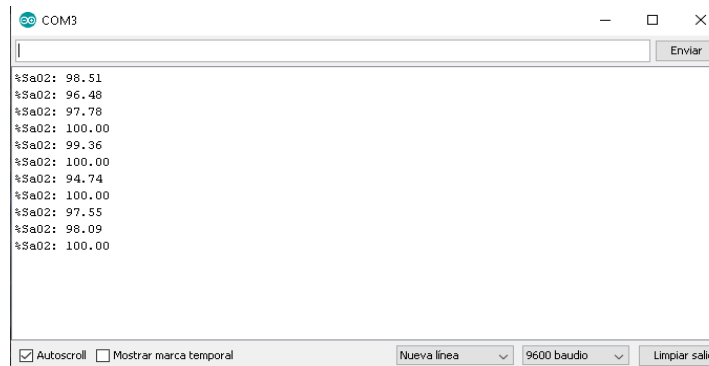 COM3
Enviar
%Sa02: 98.51
%Sa02: 96.48
%Sa02: 97.78
%Sa02: 100.00
%Sa02: 99.36
%Sa02: 100.00
%Sa02: 94.74
%Sa02: 100.00
%Sa02: 97.55
%Sa02: 98.09
%Sa02: 100.00
Autoscroll Mostrar marca temporal Nueva línea 9600 baudio Limpiar sali